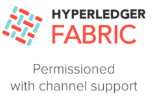 HYPERLEDGER
FABRIC
Permissioned
with channel support